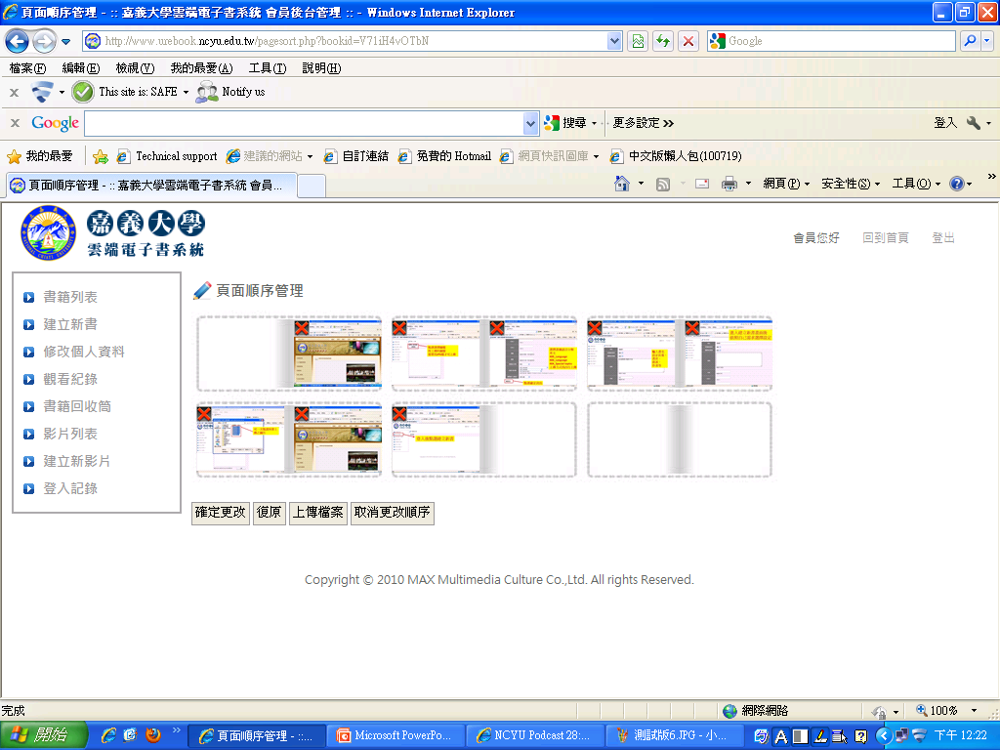 頁面順序管理 - :: 嘉義大學雲端電子書系統 會員後台管理 :: - Windows Internet Explorer
http://www.urebook.ncyu.edu.tw/pagesort.php?bookid=V71iH4vOTbN
Google
檔案(F) 編輯(E) 檢視(V) 我的最愛(A) 工具(T) 說明(H)
x This site is: SAFE Notify us
x Google 搜尋 更多設定 >> 登入
我的最愛 Technical support 建議的網站 自訂連結 免費的 Hotmail 網頁快訊圖庫 中文版懶人包(100719)
頁面順序管理 - :: 嘉義大學雲端電子書系統 會員... 網頁(P) 安全性(S) 工具(O) >>
嘉義大學
雲端電子書系統
會員您好 回到首頁 登出
書籍列表
建立新書
修改個人資料
觀看紀錄
書籍回收筒
影片列表
建立新影片
登入記錄
頁面順序管理
確定更改 復原 上傳檔案 取消更改順序
Copyright © 2010 MAX Multimedia Culture Co.,Ltd. All rights Reserved.
完成 網際網路 100%
開始 頁面順序管理 - ::... Microsoft PowerPo... NCYU Podcast 28:... 測試版6.JPG - 小... 下午 12:22